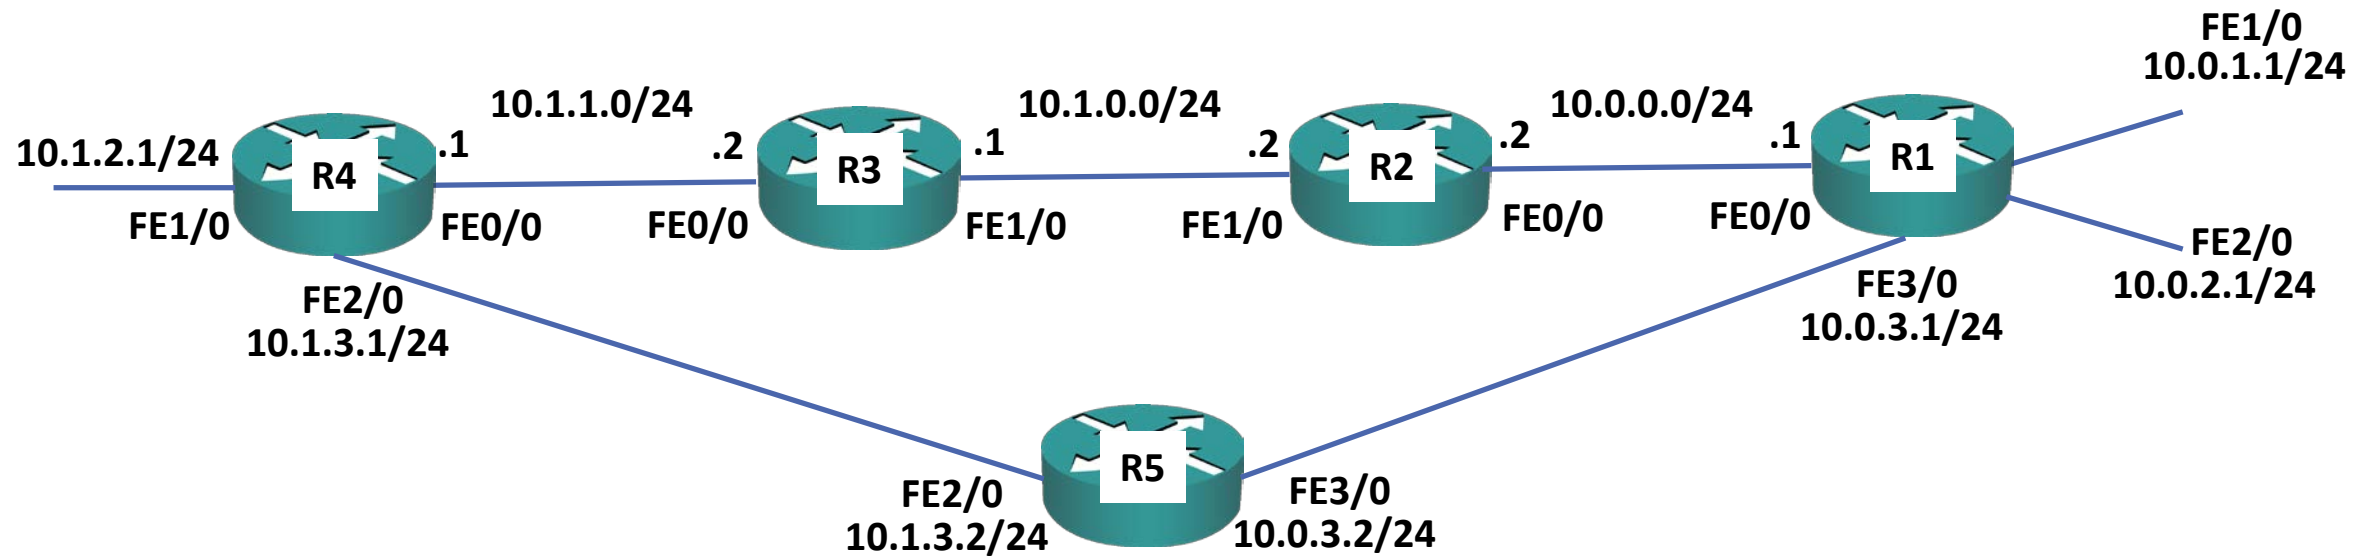 FE1/0
10.0.1.1/24
10.1.1.0/24
10.1.0.0/24
10.0.0.0/24
10.1.2.1/24
.1
.2
.1
.2
.2
.1
R4
R3
R2
R1
FE1/0
FE0/0
FE0/0
FE1/0
FE1/0
FE0/0
FE0/0
FE2/0
10.0.2.1/24
FE2/0
10.1.3.1/24
FE3/0
10.0.3.1/24
R5
FE2/0
10.1.3.2/24
FE3/0
10.0.3.2/24